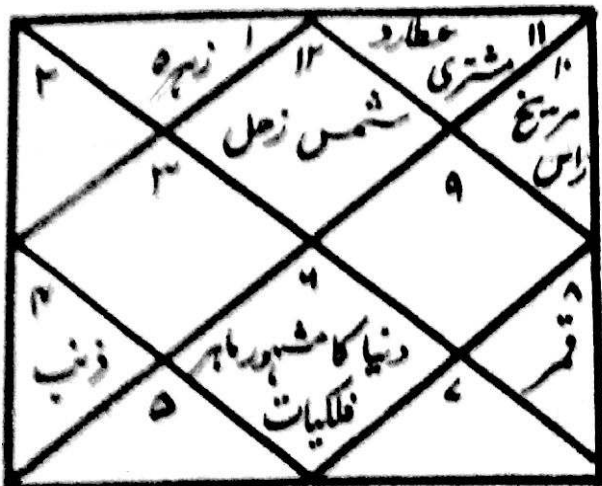 ۱۱ عطارد ۱۲ ۱ زہرہ ۲
۱۰ مشتری
مریخ شمس زحل
راس
۹ ۳
۸ ۶ ۴
قمر دنیا کا مشہور ماہر ذنب
۷ فلکیات ۵